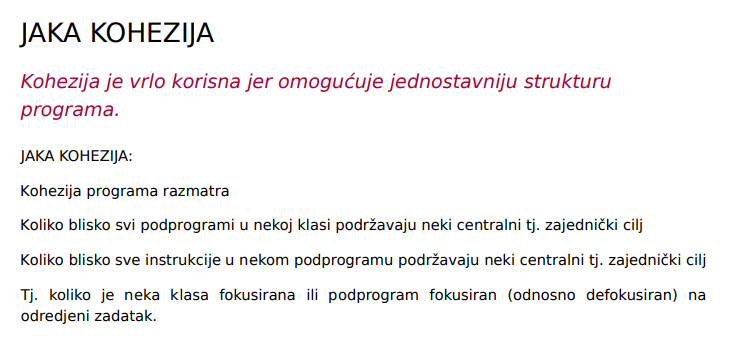 JAKA KOHEZIJA
Kohezija je vrlo korisna jer omogućuje jednostavniju strukturu
programa.
JAKA KOHEZIJA:
Kohezija programa razmatra
Koliko blisko svi podprogrami u nekoj klasi podržavaju neki centralni tj. zajednički cilj
Koliko blisko sve instrukcije u nekom podprogramu podržavaju neki centralni tj. zajednički cilj
Tj. koliko je neka klasa fokusirana ili podprogram fokusiran (odnosno defokusiran) na
odredjeni zadatak.